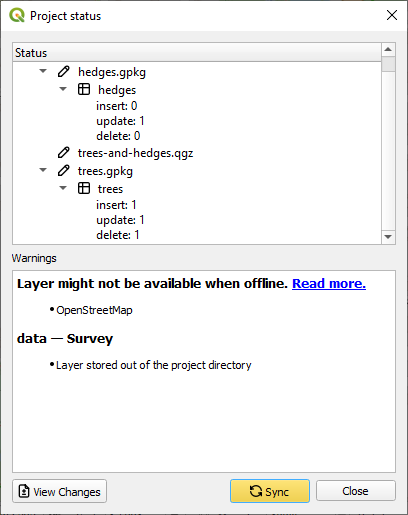 Project status
Status
hedges.gpkg
hedges
insert: 0
update: 1
delete: 0
trees-and-hedges.qgz
trees.gpkg
trees
insert: 1
update: 1
delete: 1
Warnings
Layer might not be available when offline. Read more.
• OpenStreetMap
data — Survey
• Layer stored out of the project directory
View Changes
Sync
Close